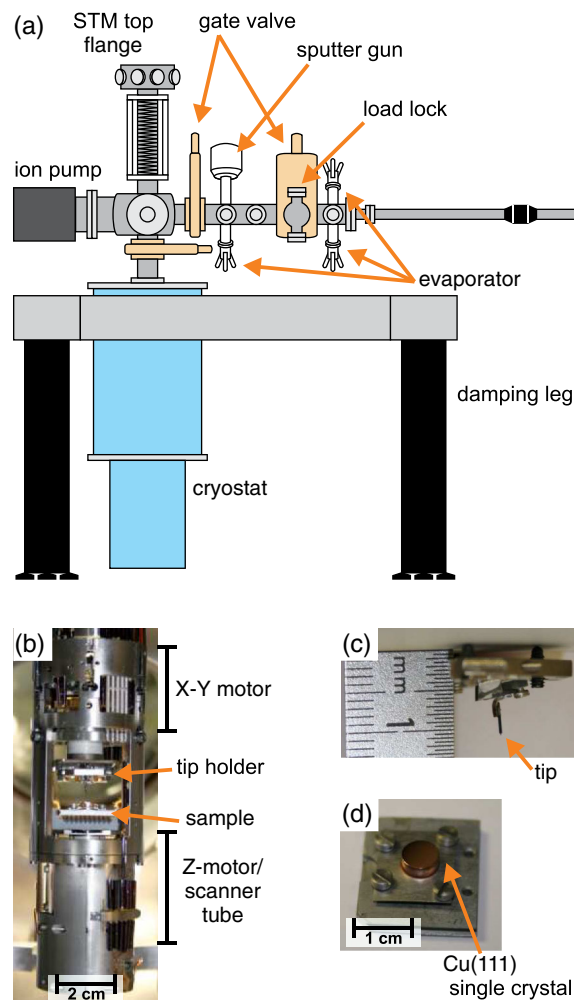 (a)
STM top
flange
gate valve
sputter gun
load lock
ion pump
evaporator
damping leg
cryostat
(b)
X-Y motor
tip holder
sample
Z-motor/
scanner
tube
2 cm
(c)
mm
1
tip
(d)
1 cm
Cu(111)
single crystal